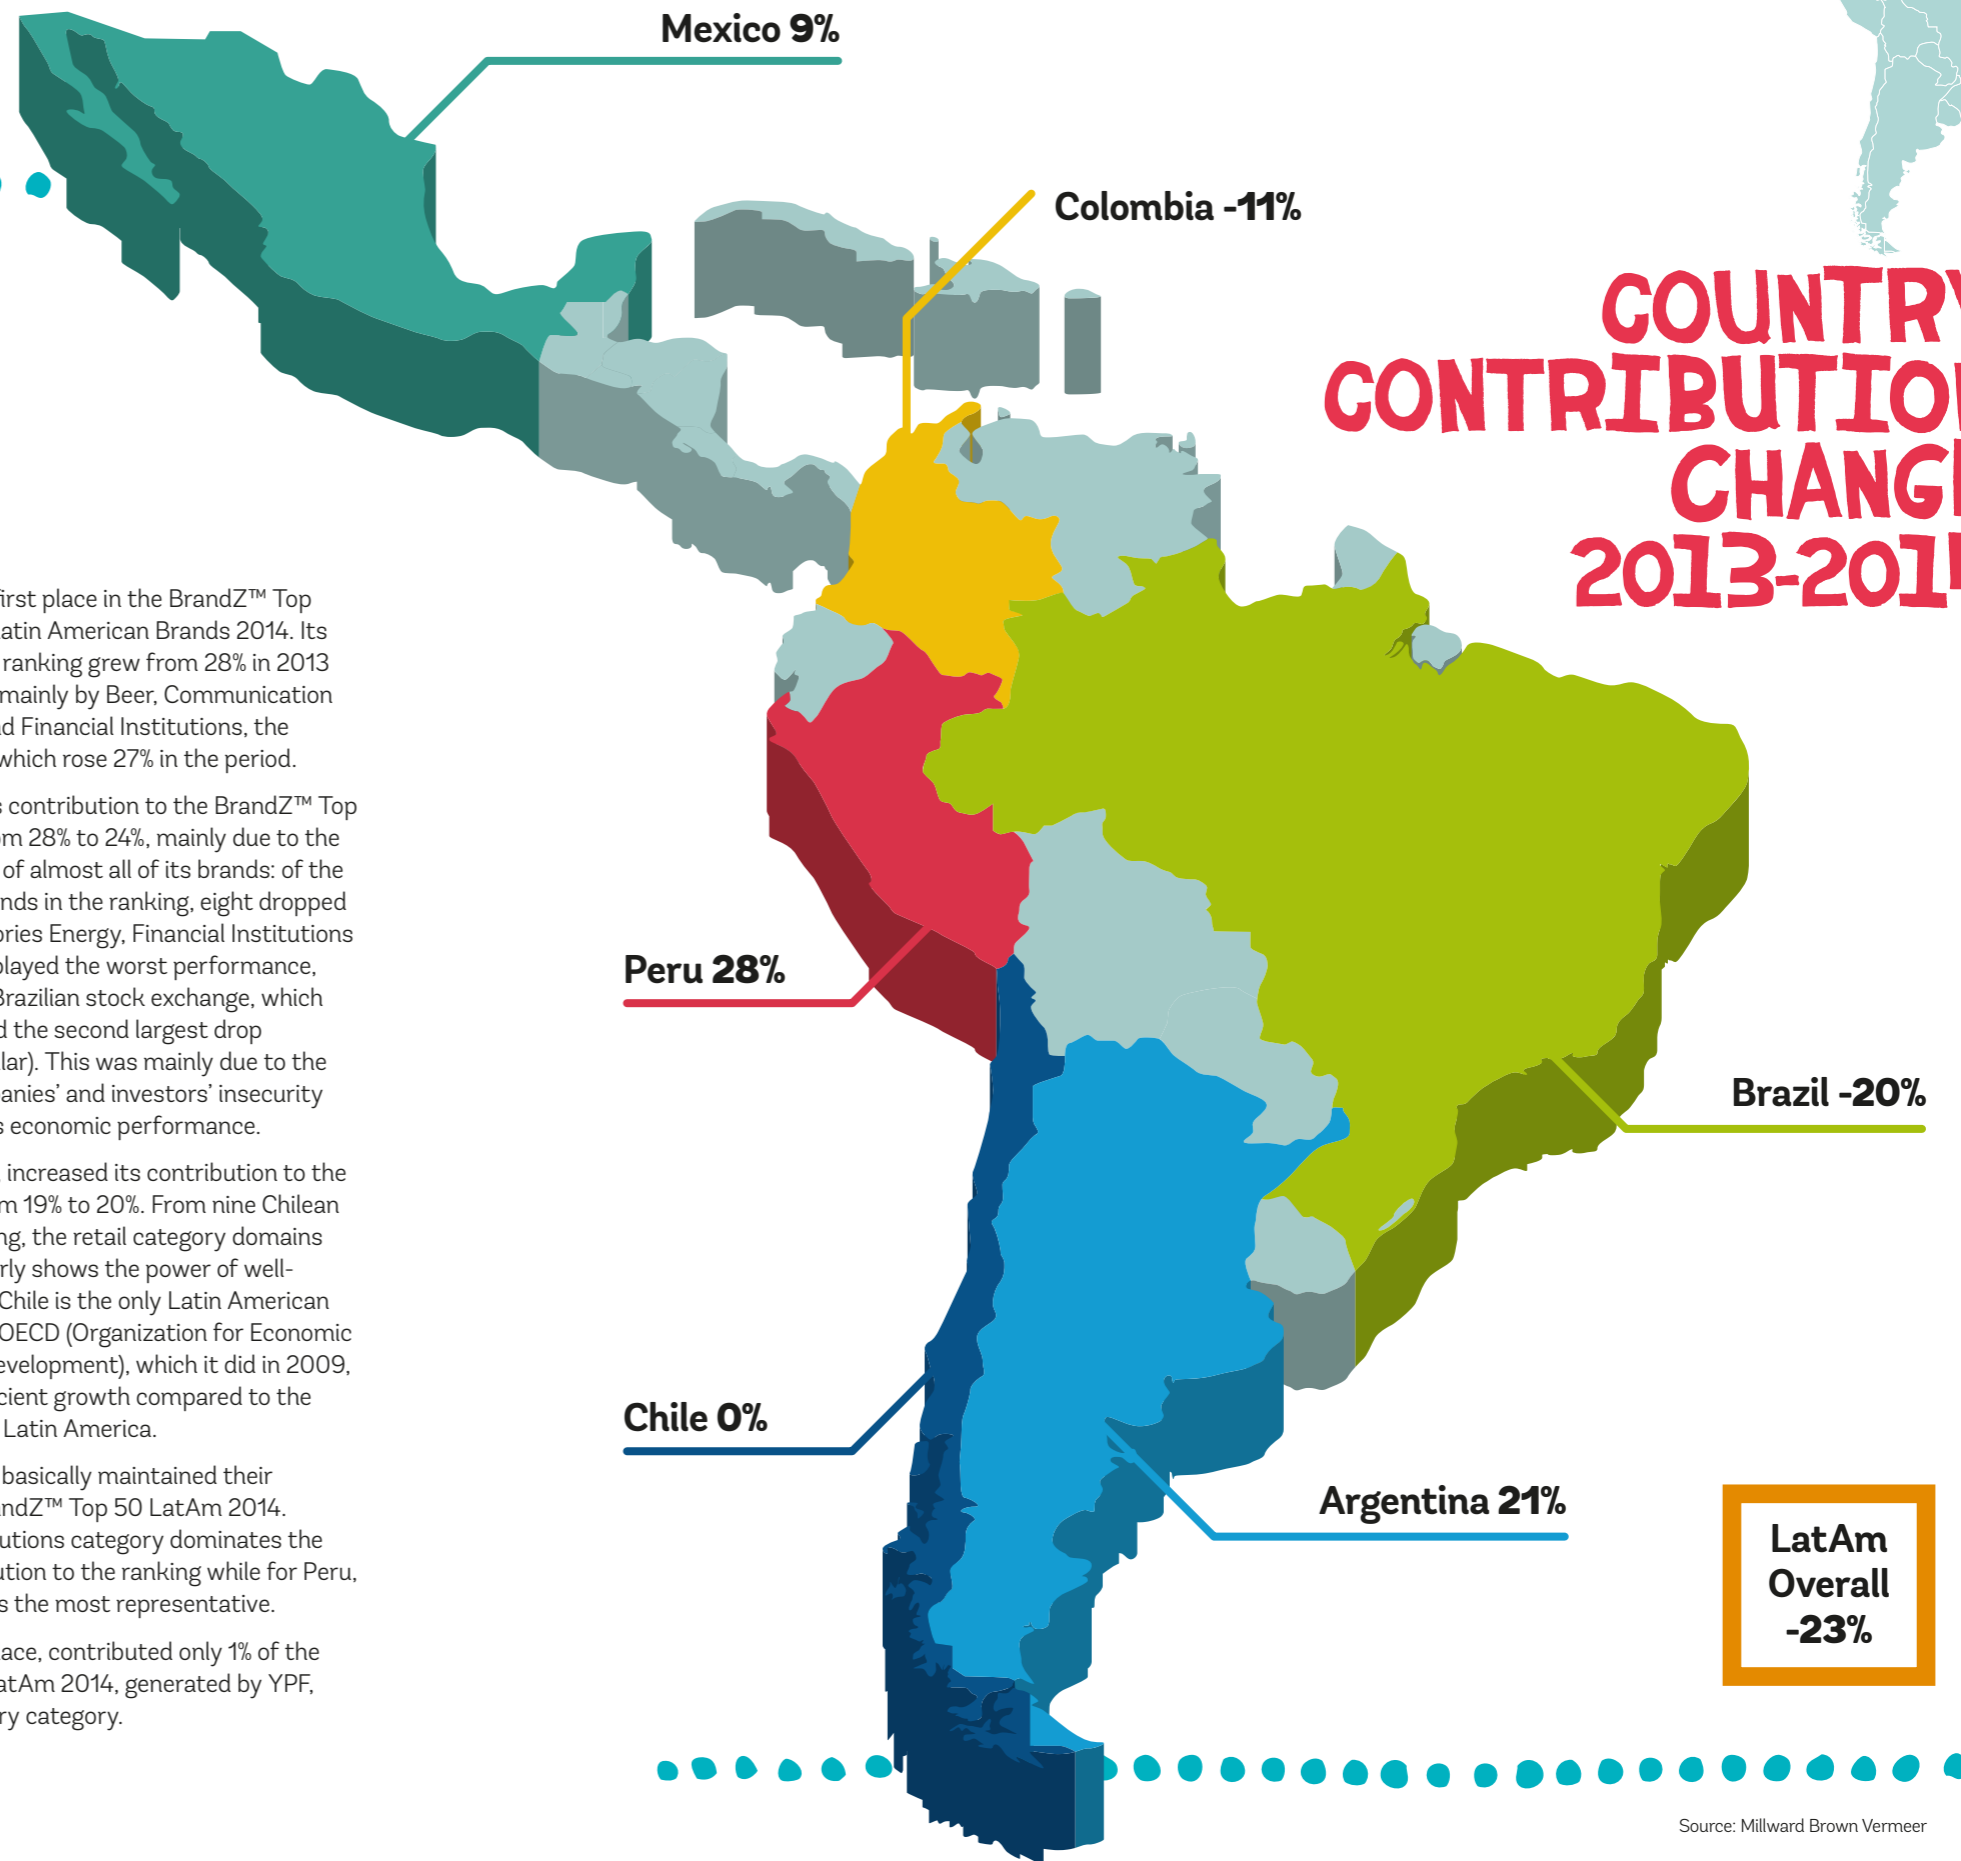 Mexico 9%
Colombia -11%
COUNTRY
CONTRIBUTIO
CHANG
2013-201
first place in the BrandZ™ Top
atin American Brands 2014. Its
ranking grew from 28% in 2013
mainly by Beer, Communication
d Financial Institutions, the
which rose 27% in the period.
s contribution to the BrandZ™ Top
om 28% to 24%, mainly due to the
of almost all of its brands: of the
nds in the ranking, eight dropped
ories Energy, Financial Institutions
played the worst performance,
Brazilian stock exchange, which
d the second largest drop
lar). This was mainly due to the
anies’ and investors’ insecurity
s economic performance.
increased its contribution to the
m 19% to 20%. From nine Chilean
ng, the retail category domains
rly shows the power of well-
Chile is the only Latin American
OECD (Organization for Economic
evelopment), which it did in 2009,
cient growth compared to the
Latin America.
basically maintained their
andZ™ Top 50 LatAm 2014.
utions category dominates the
ution to the ranking while for Peru,
s the most representative.
ace, contributed only 1% of the
atAm 2014, generated by YPF,
ry category.
Peru 28%
Brazil -20%
Chile 0%
Argentina 21%
LatAm
Overall
-23%
Source: Millward Brown Vermeer